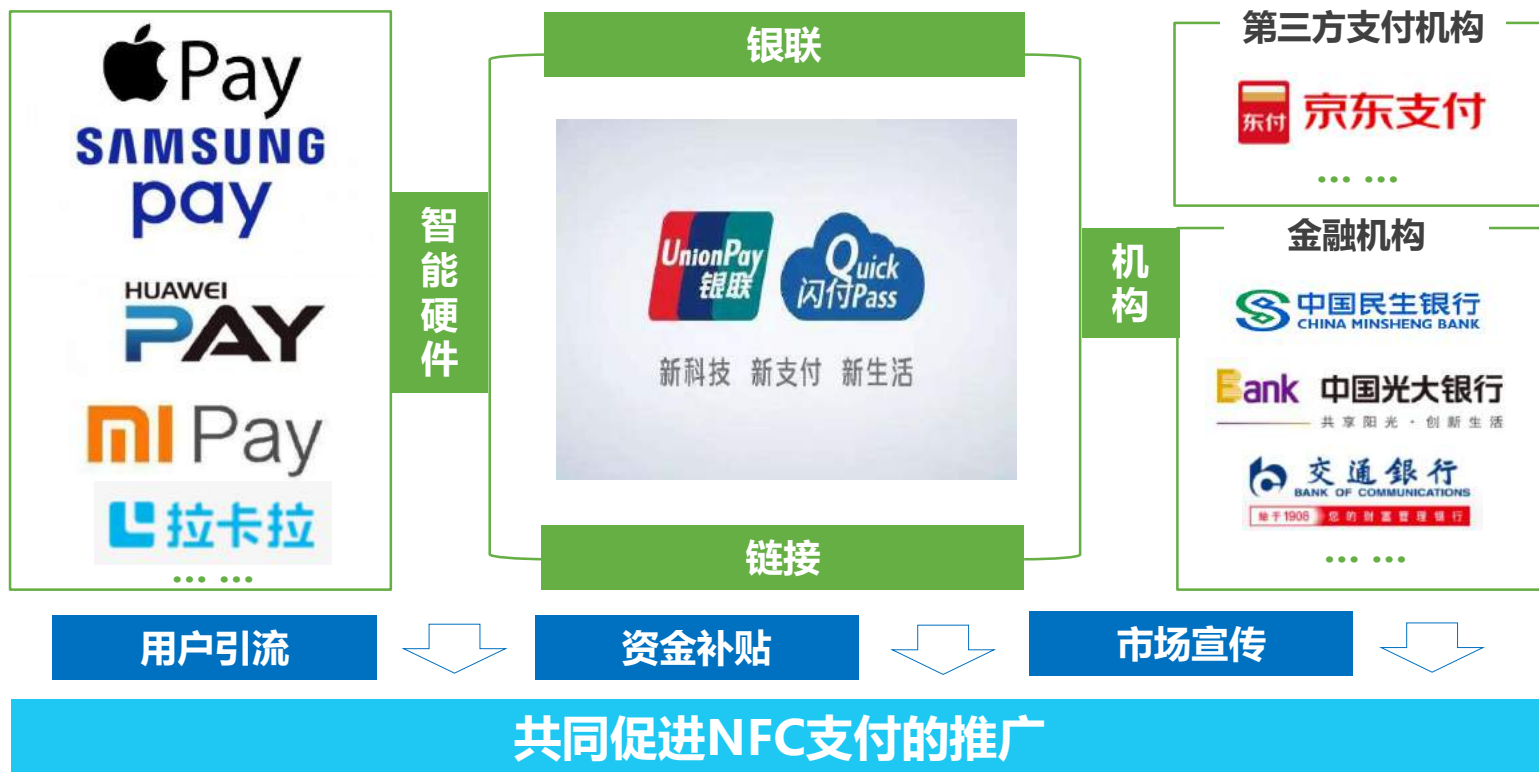 Pay
SAMSUNG
pay
HUAWEI
PAY
MI Pay
拉卡拉
... ...
智能硬件
银联
UnionPay
银联
Quick
闪付Pass
新科技 新支付 新生活
链接
机构
第三方支付机构
东付
京东支付
... ...
金融机构
中国民生银行
CHINA MINSHENG BANK
Bank 中国光大银行
共享阳光·创新生活
交通銀行
BANK OF COMMUNICATIONS
始于1908 您的财富管理银行
... ...
用户引流
资金补贴
市场宣传
共同促进NFC支付的推广